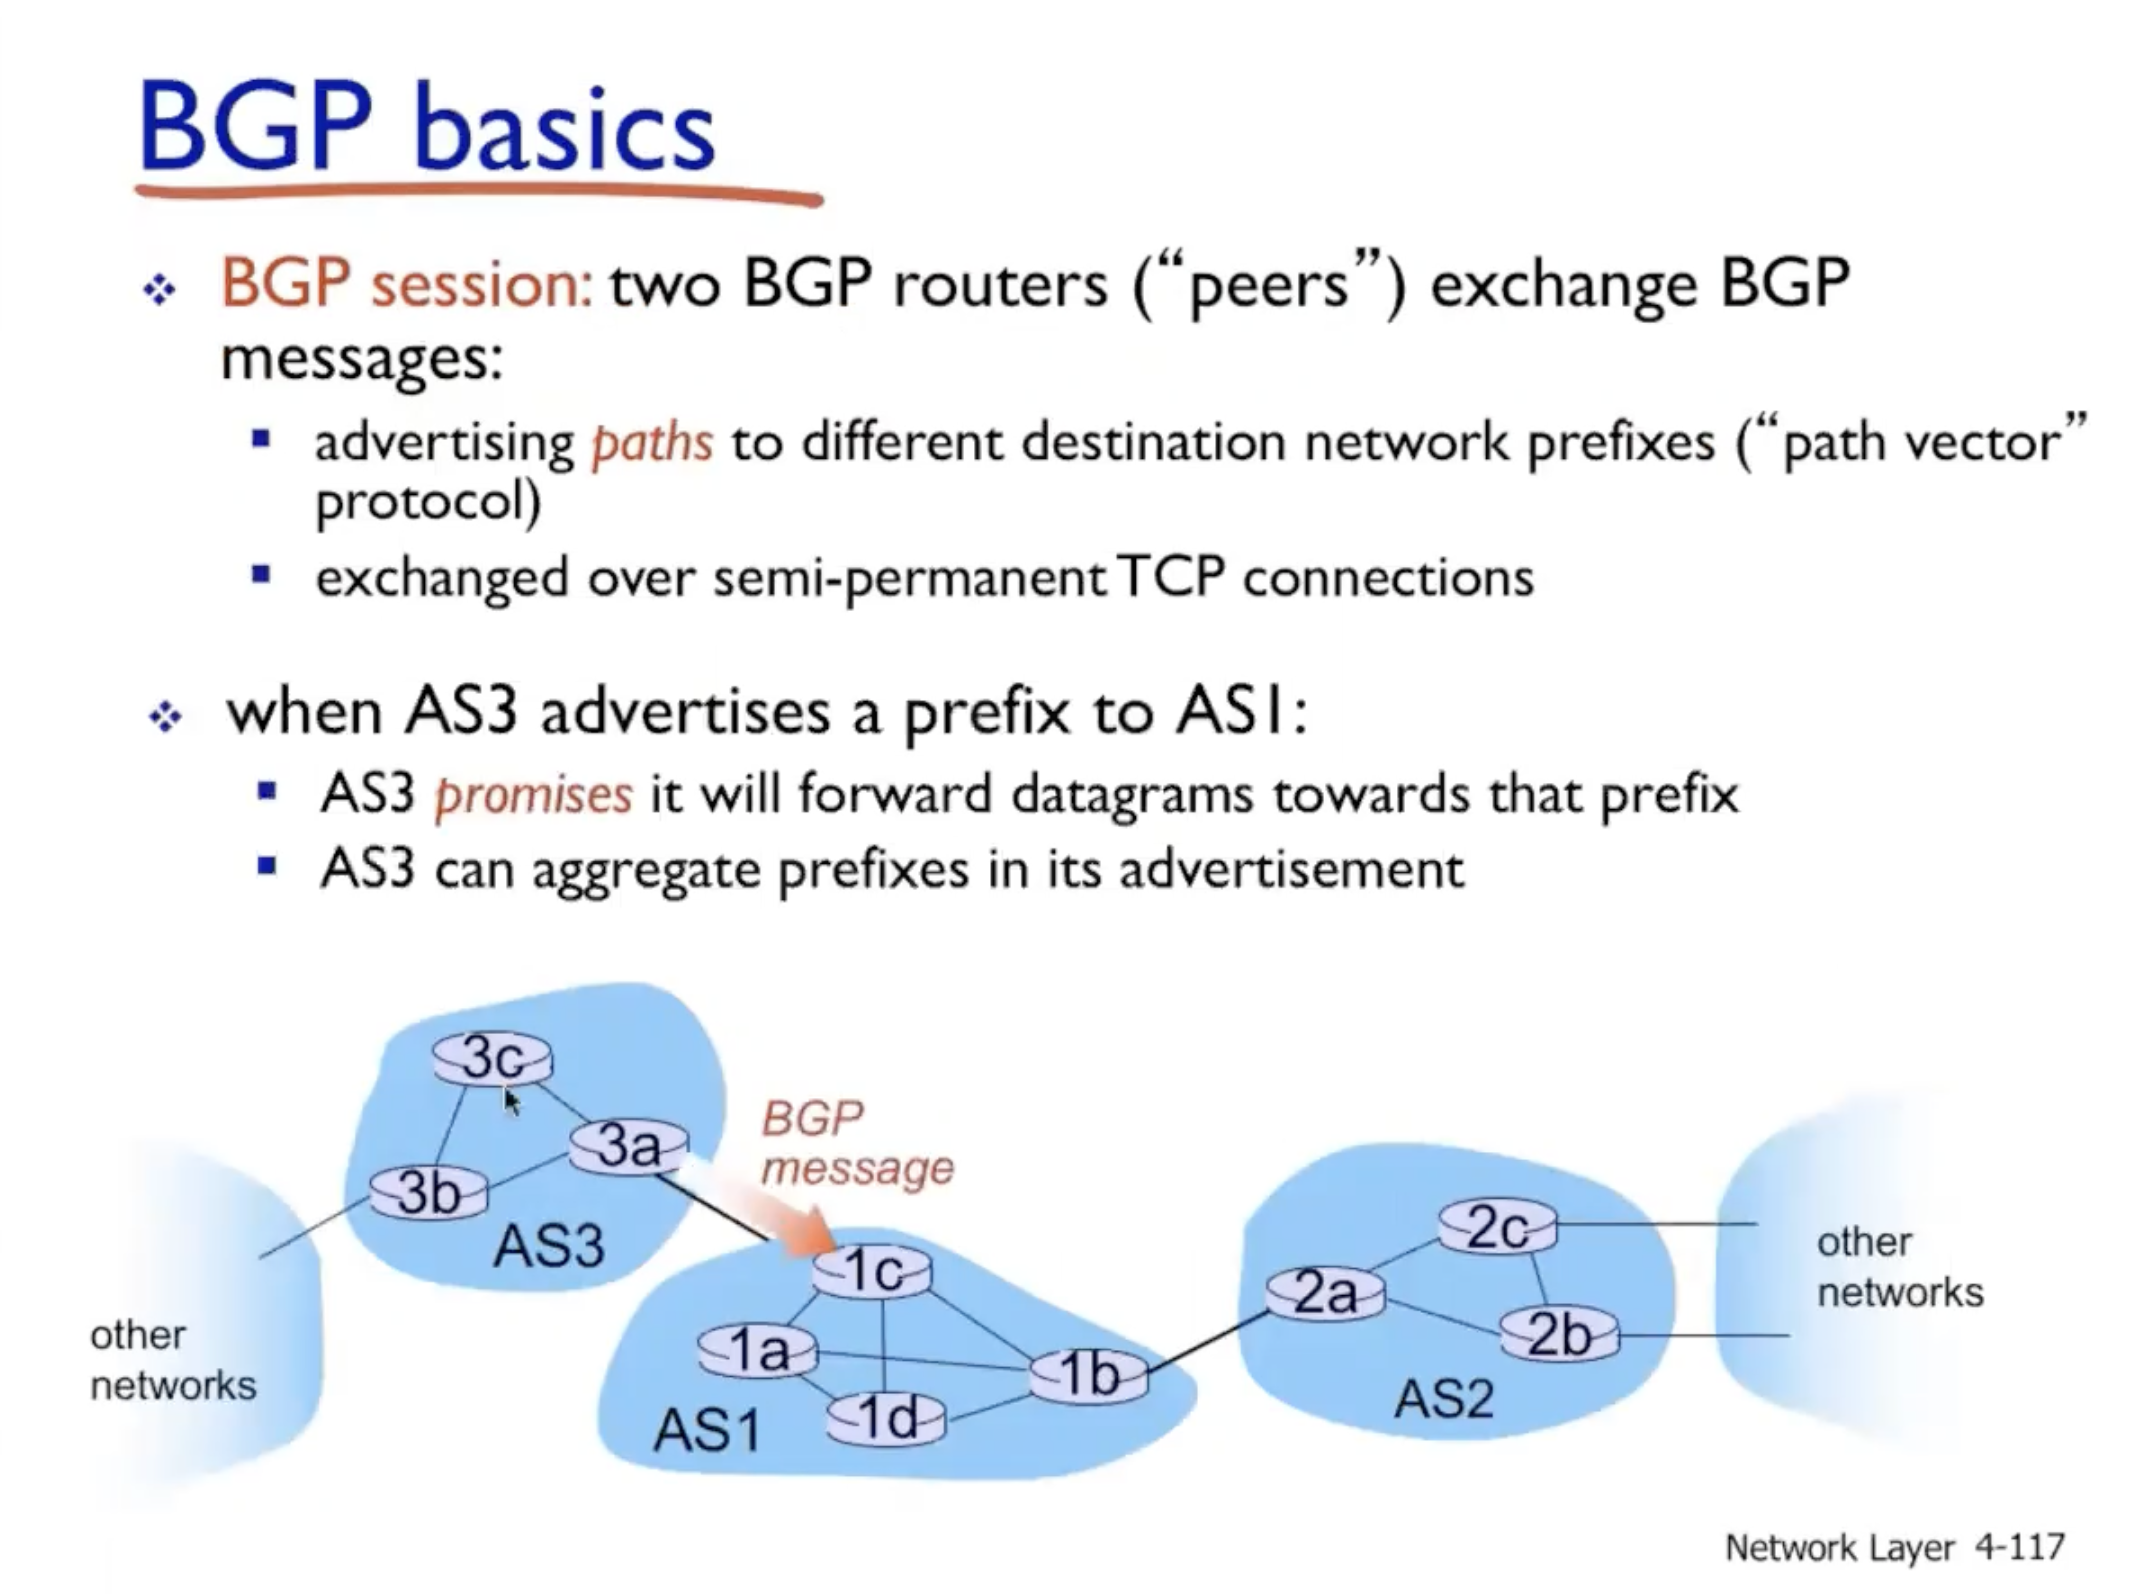 BGP basics
BGP session: two BGP routers (“peers”) exchange BGP
messages:
advertising paths to different destination network prefixes (“path vector”
protocol)
exchanged over semi-permanent TCP connections
when AS3 advertises a prefix to AS1:
AS3 promises it will forward datagrams towards that prefix
AS3 can aggregate prefixes in its advertisement
3c
BGP
message
3a
3b
AS3
other
networks
1c
1a
1b
1d
AS1
2c
2a
2b
AS2
other
networks
Network Layer 4-117